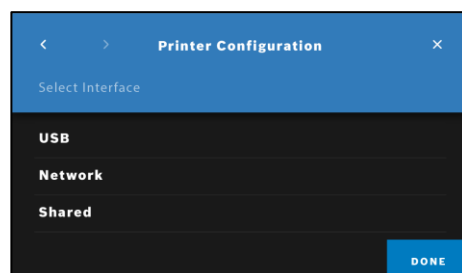 Printer Configuration
Select Interface
USB
Network
Shared
DONE